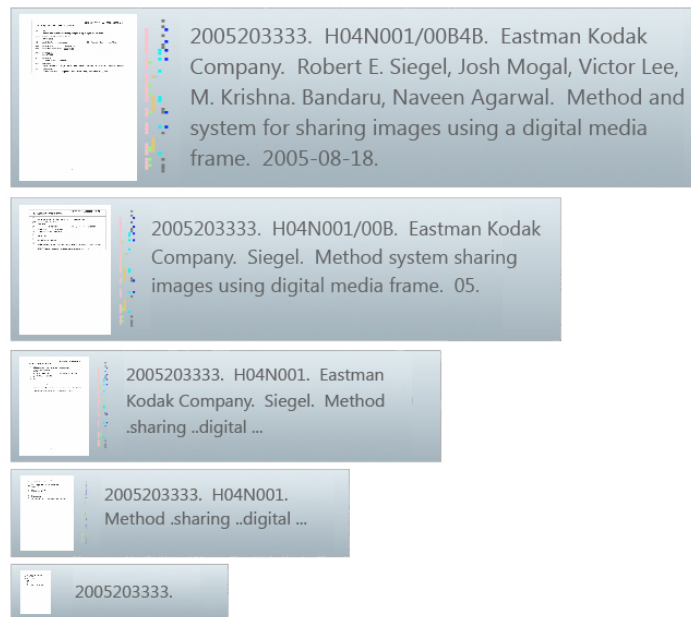 2005203333. H04N001/00B4B. Eastman Kodak
Company. Robert E. Siegel, Josh Mogal, Victor Lee,
M. Krishna. Bandaru, Naveen Agarwal. Method and
system for sharing images using a digital media
frame. 2005-08-18.
2005203333. H04N001/00B. Eastman Kodak
Company. Siegel. Method system sharing
images using digital media frame. 05.
2005203333. H04N001. Eastman
Kodak Company. Siegel. Method
.sharing ..digital ...
2005203333. H04N001.
Method .sharing ..digital ...
2005203333.